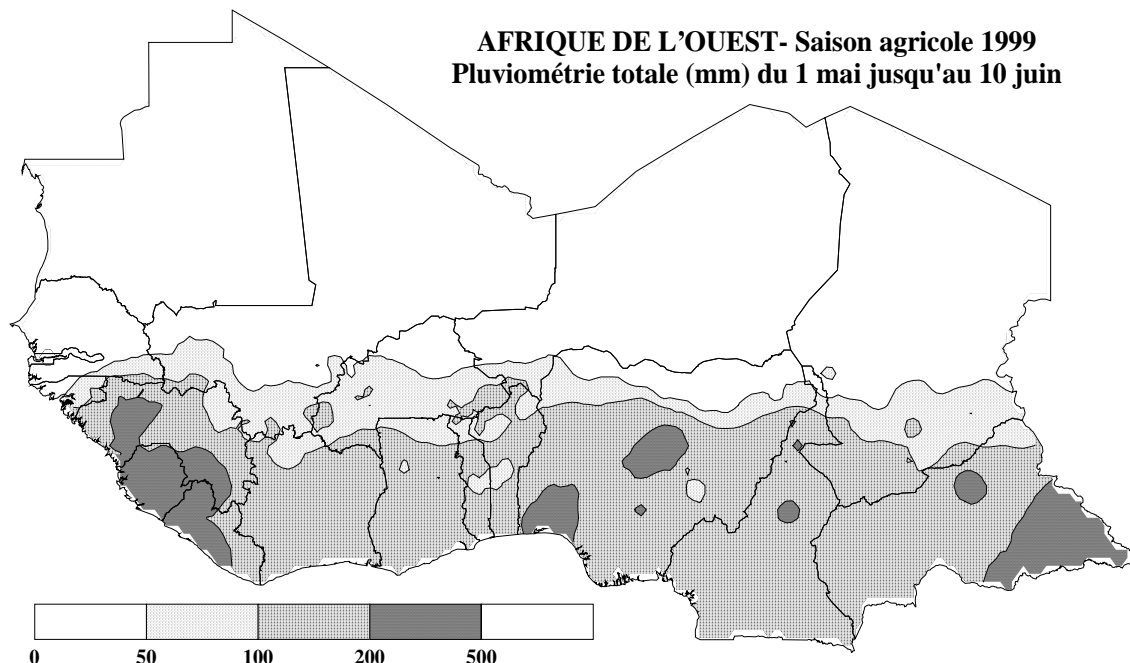 AFRIQUE DE L'OUEST- Saison agricole 1999
Pluviométrie totale (mm) du 1 mai jusqu'au 10 juin
0 50 100 200 500